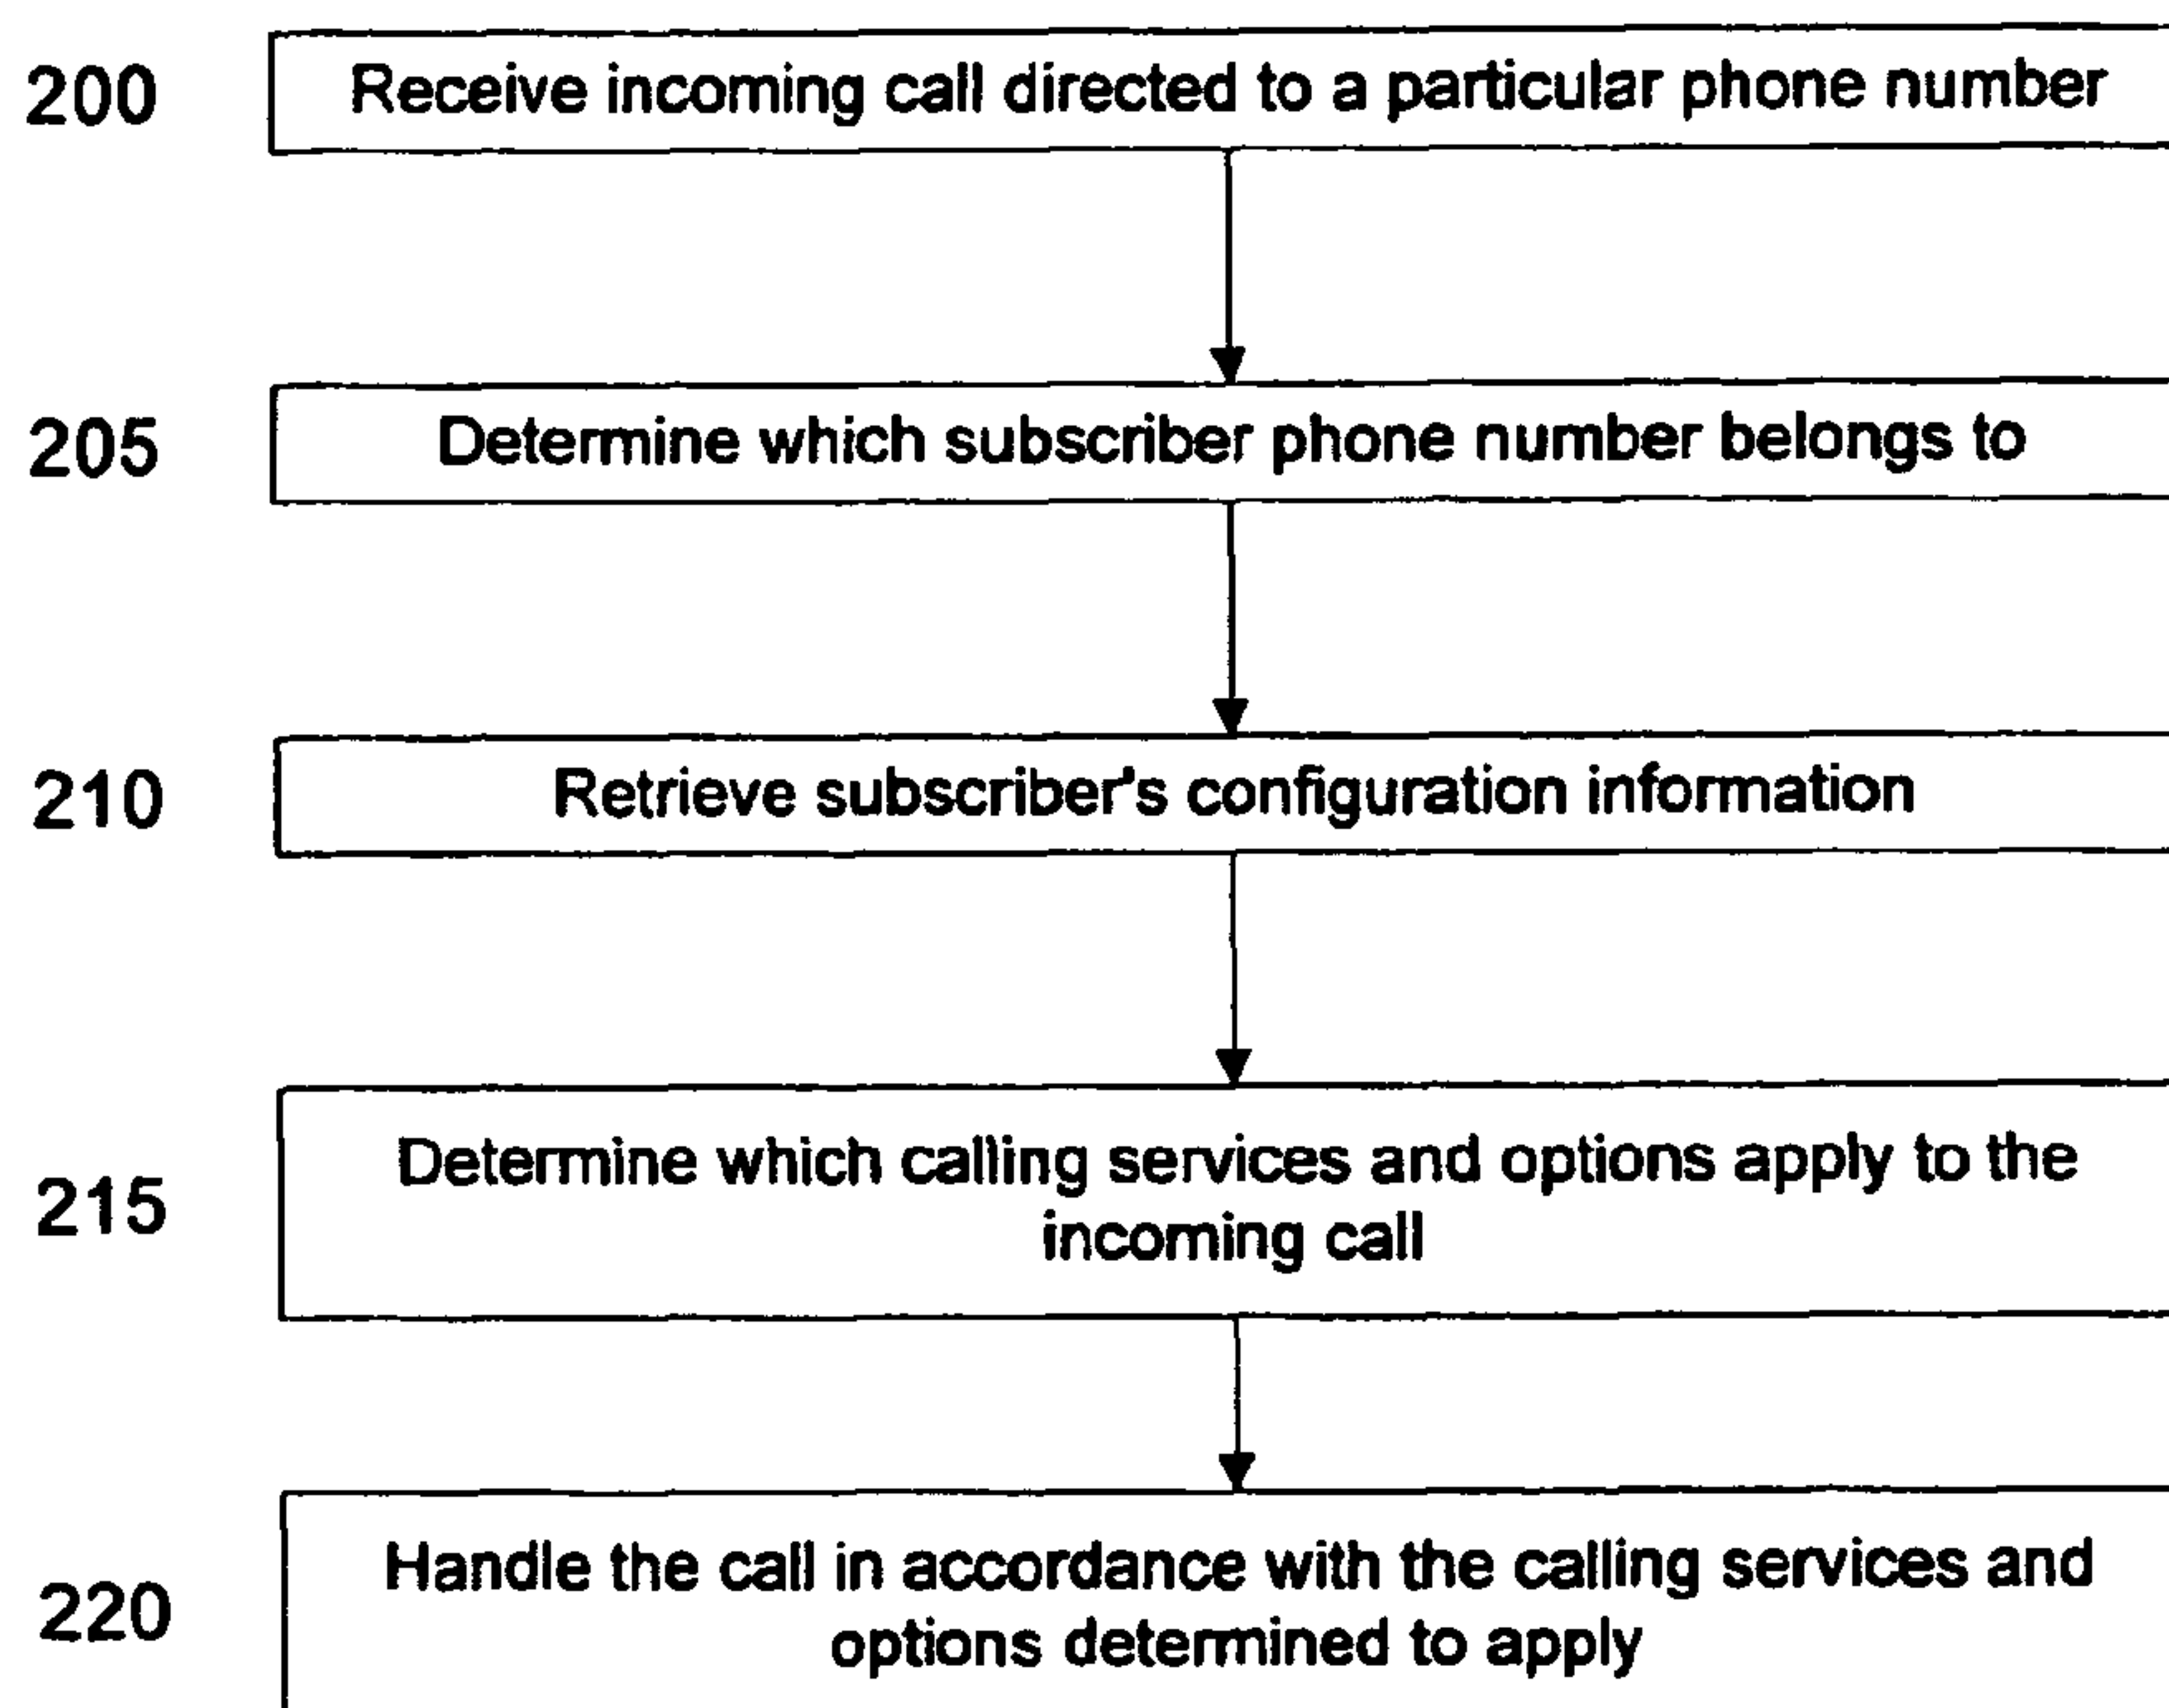 200
Receive incoming call directed to a particular phone number
205
Determine which subscriber phone number belongs to
210
Retrieve subscriber's configuration information
215
Determine which calling services and options apply to the
incoming call
220
Handle the call in accordance with the calling services and
options determined to apply